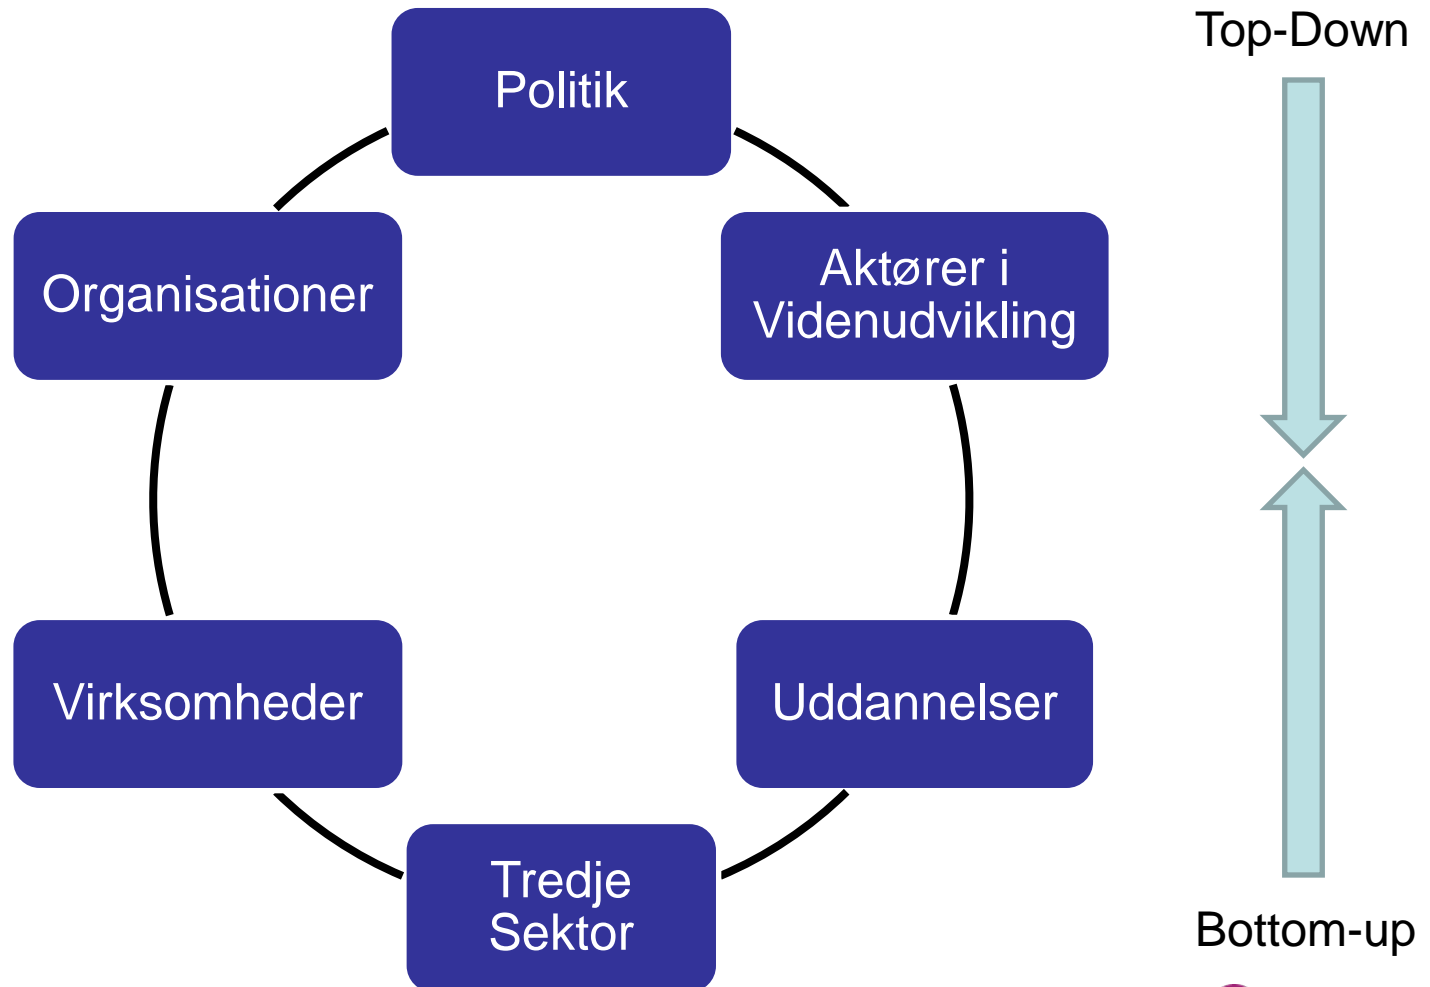 Top-Down
Politik
Organisationer
Aktører i
Videnudvikling
Virksomheder
Uddannelser
Tredje
Sektor
Bottom-up